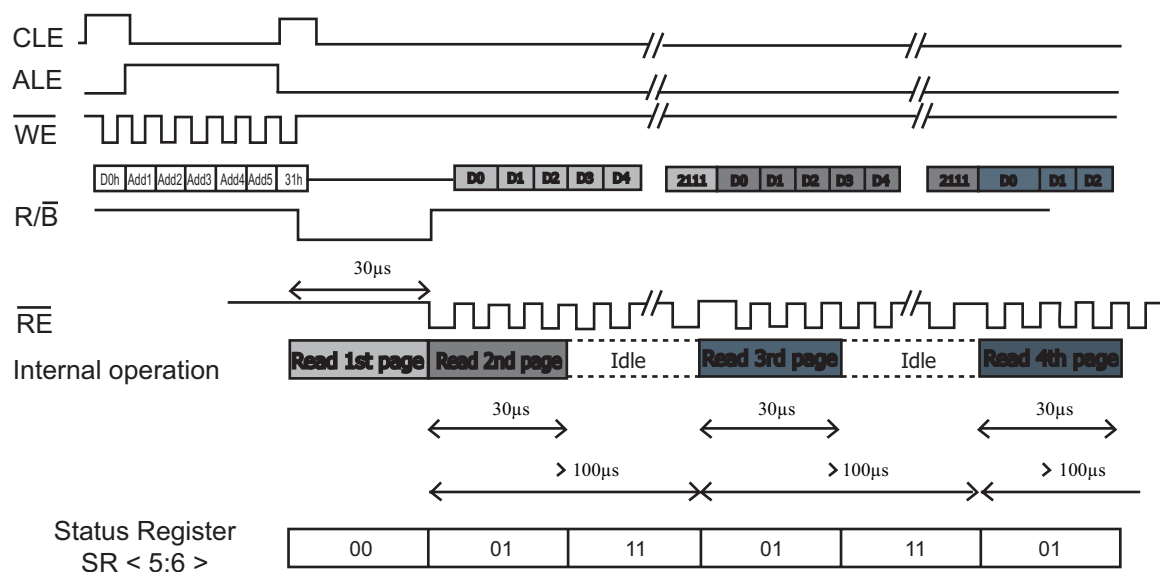 CLE
ALE
WE
D0h Add1 Add2 Add3 Add4 Add5 31h D0 D1 D2 D3 D4 2111 D0 D1 D2 D3 D4 2111 D0 D1 D2
R/B
30µs
RE
Internal operation Read 1st page Read 2nd page Idle Read 3rd page Idle Read 4th page
30µs 30µs 30µs
> 100µs > 100µs > 100µs
Status Register
SR < 5:6 >
00 01 11 01 11 01